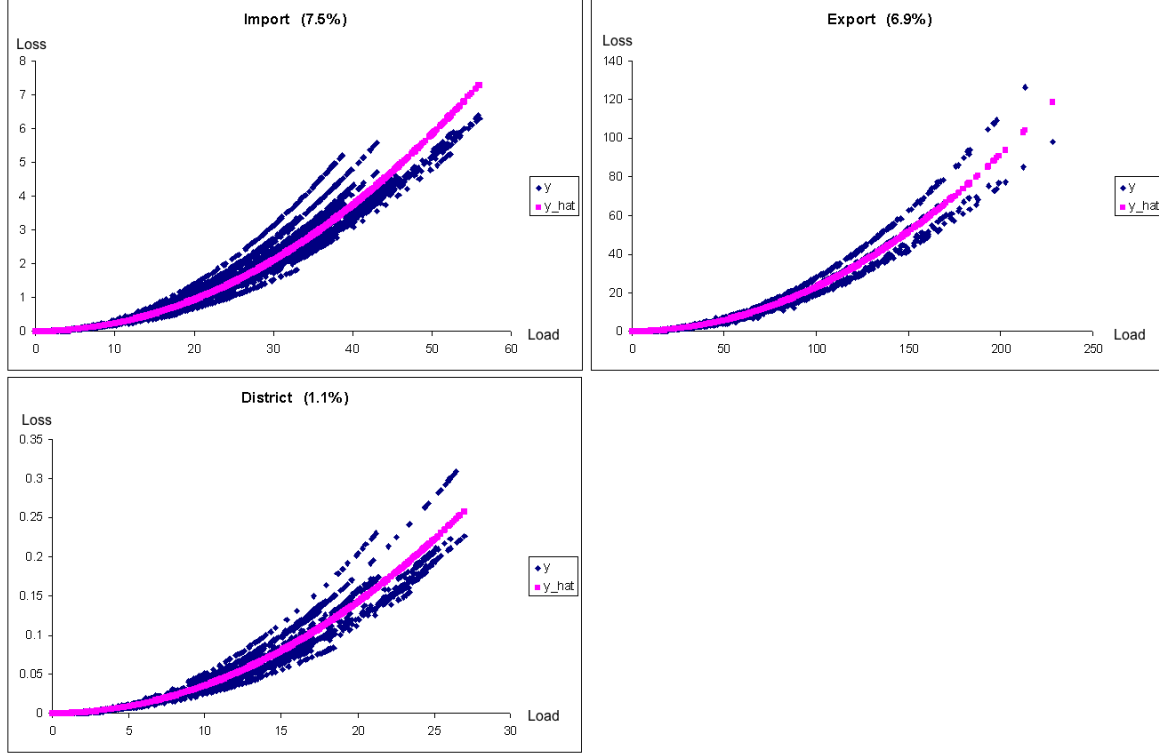 Import (7.5%)
Loss
8
7
6
5
4
3
2
1
0
0 10 20 30 40 50 60
Load
y
y_hat
Export (6.9%)
Loss
140
120
100
80
60
40
20
0
0 50 100 150 200 250
Load
y
y_hat
District (1.1%)
Loss
0.35
0.3
0.25
0.2
0.15
0.1
0.05
0
0 5 10 15 20 25 30
Load
y
y_hat